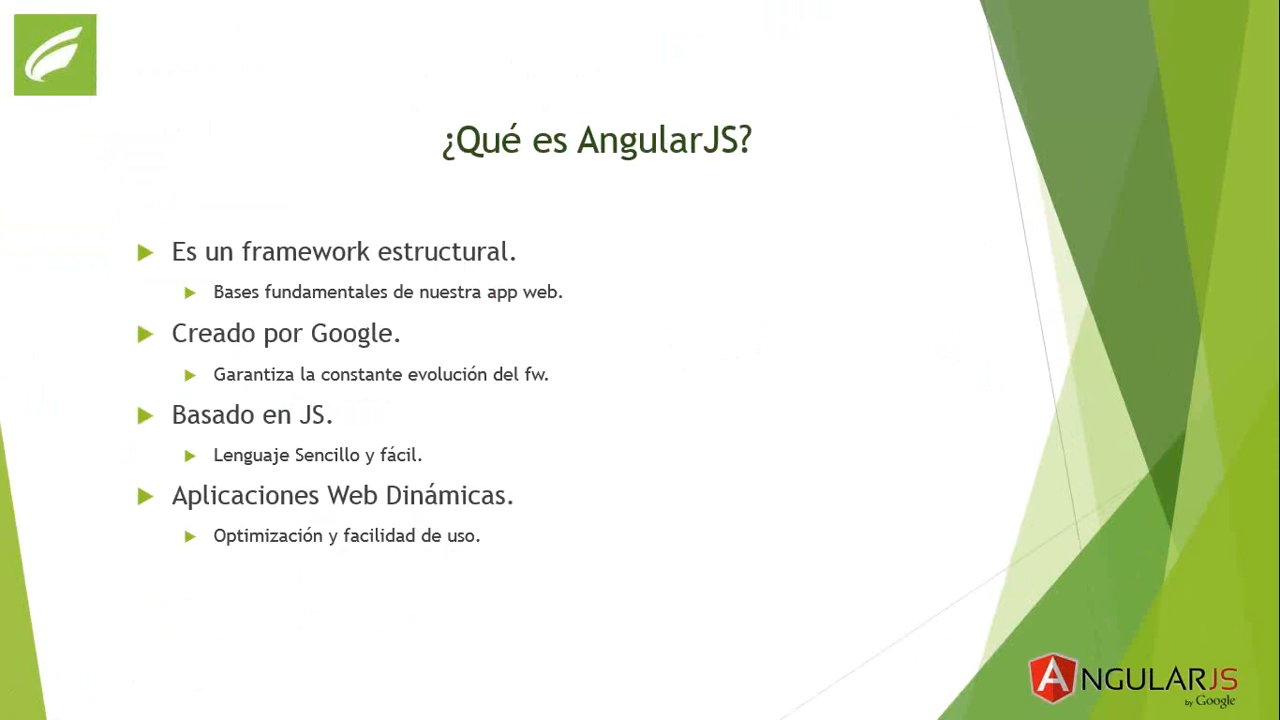 ¿Qué es AngularJS?
Es un framework estructural.
Bases fundamentales de nuestra app web.
Creado por Google.
Garantiza la constante evolución del fw.
Basado en JS.
Lenguaje Sencillo y fácil.
Aplicaciones Web Dinámicas.
Optimización y facilidad de uso.
ANGULARJS
by Google